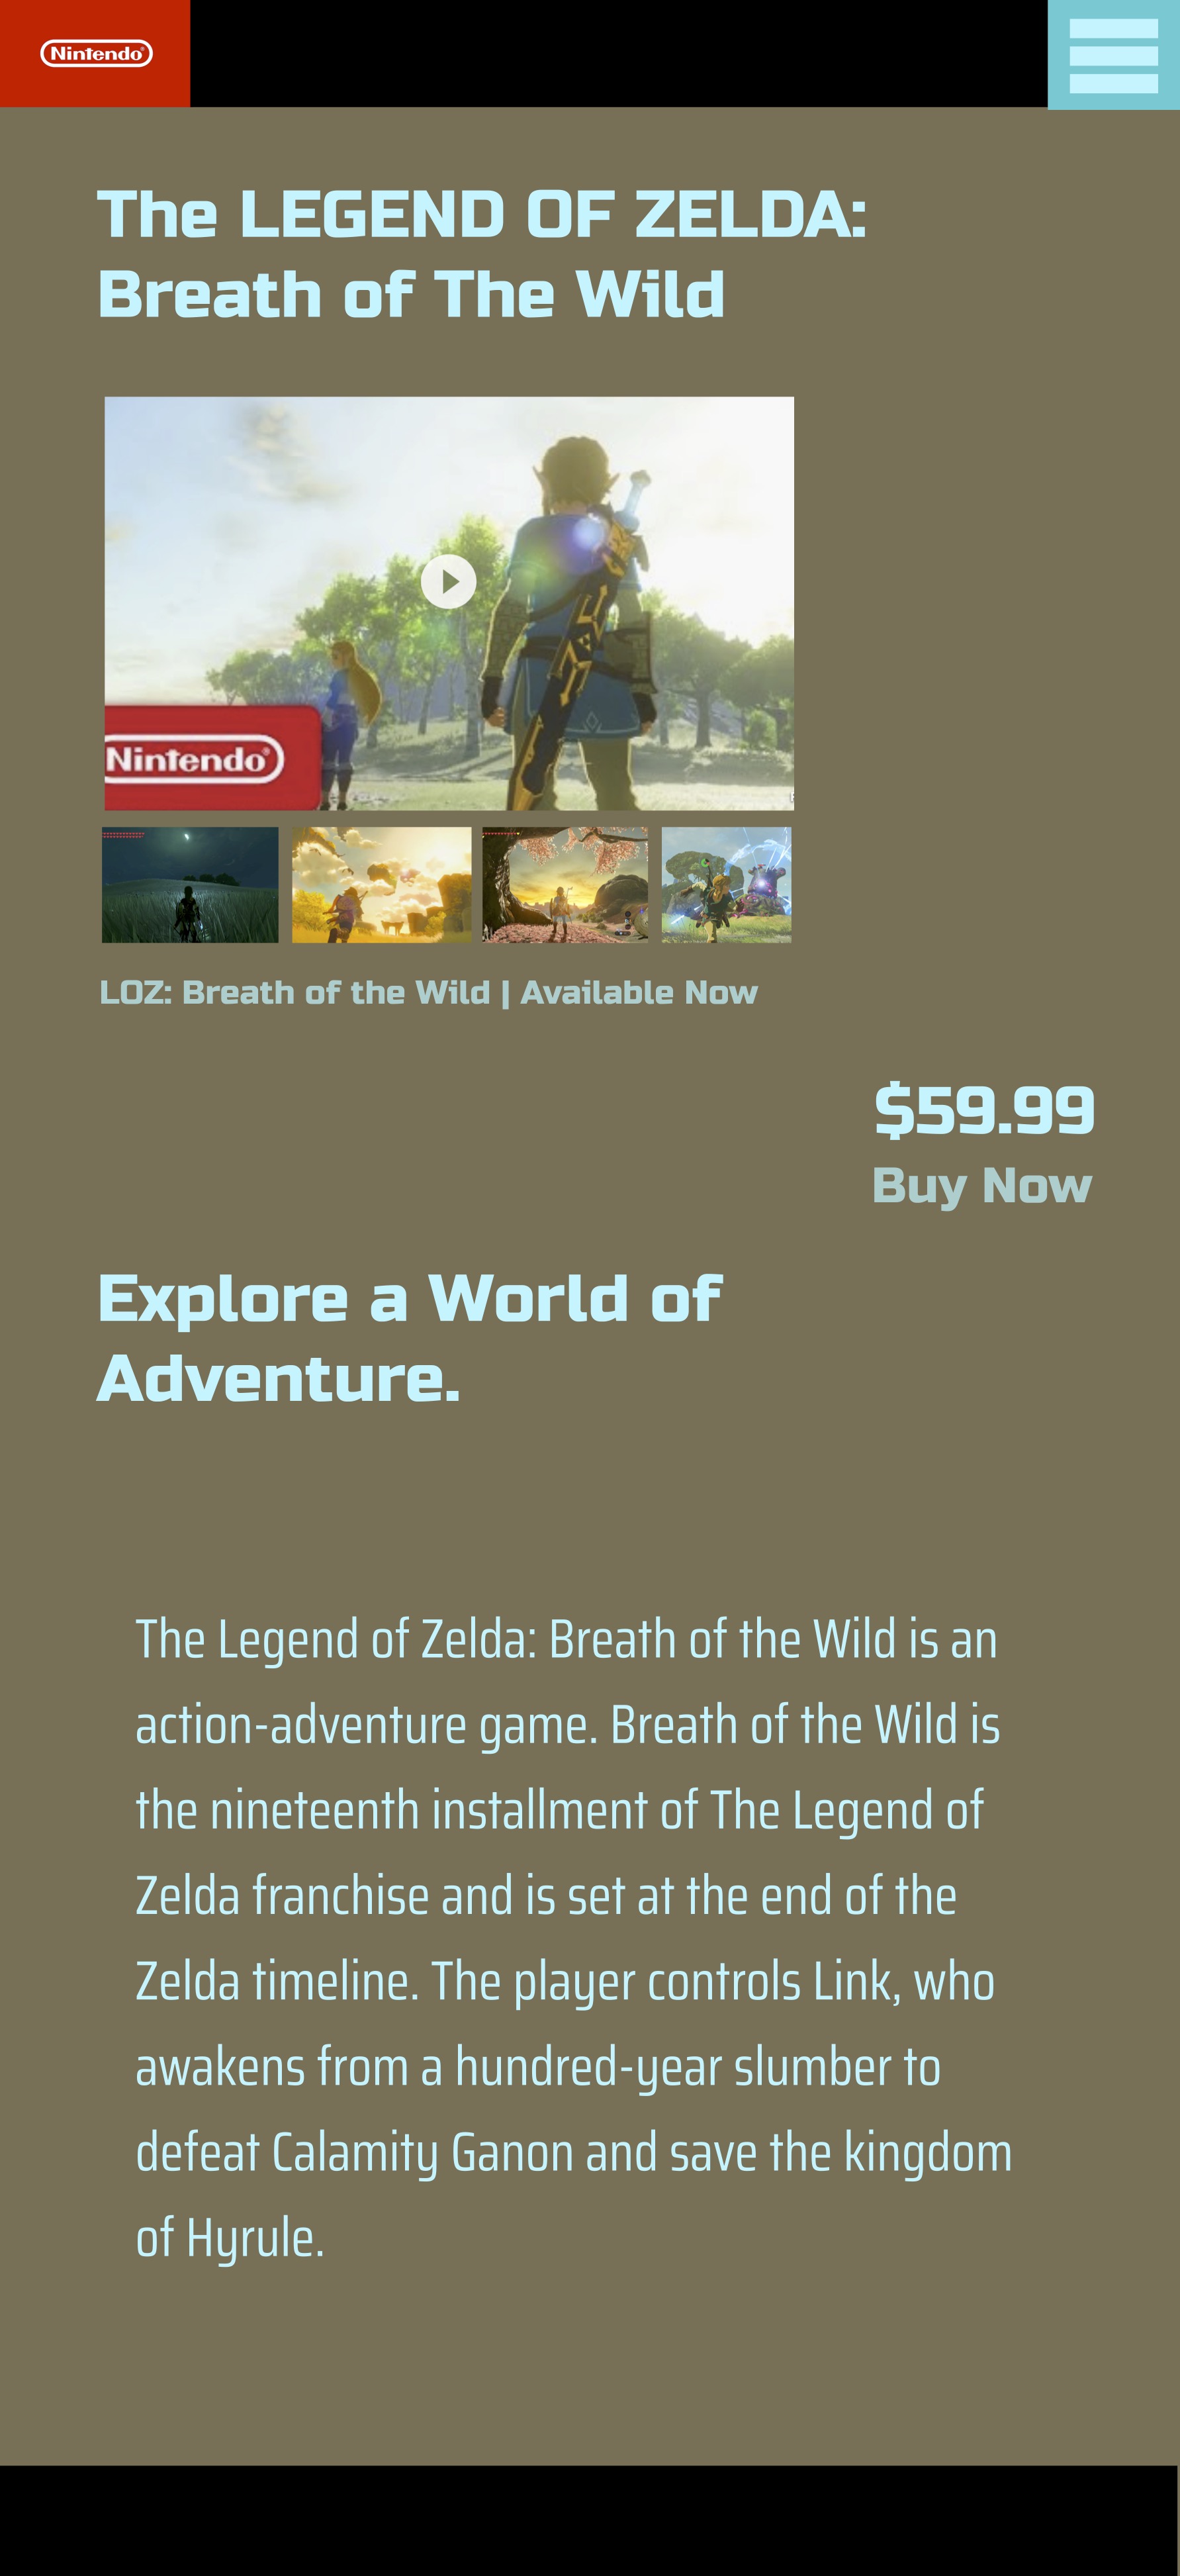 Nintendo
The LEGEND OF ZELDA:
Breath of The Wild
Nintendo
LOZ: Breath of the Wild | Available Now
$59.99
Buy Now
Explore a World of
Adventure.
The Legend of Zelda: Breath of the Wild is an
action-adventure game. Breath of the Wild is
the nineteenth installment of The Legend of
Zelda franchise and is set at the end of the
Zelda timeline. The player controls Link, who
awakens from a hundred-year slumber to
defeat Calamity Ganon and save the kingdom
of Hyrule.